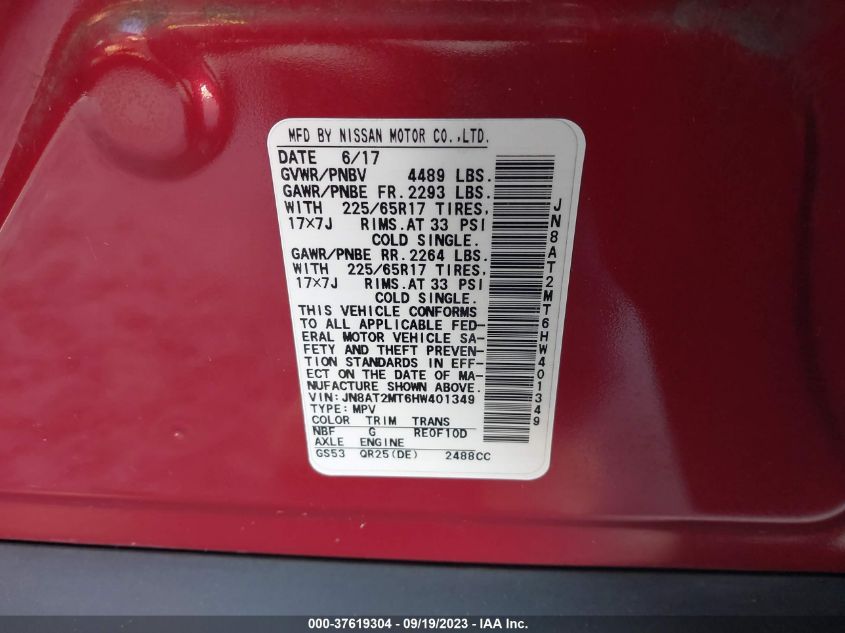 MFD BY NISSAN MOTOR CO.,LTD.
DATE 6/17
GVWR/PNBV 4489 LBS.
GAWR/PNBE FR. 2293 LBS.
WITH 225/65R17 TIRES,
17×7J RIMS. AT 33 PSI
COLD SINGLE.
GAWR/PNBE RR. 2264 LBS.
WITH 225/65R17 TIRES,
17×7J RIMS. AT 33 PSI
COLD SINGLE.
THIS VEHICLE CONFORMS
TO ALL APPLICABLE FED-
ERAL MOTOR VEHICLE SA-
FETY AND THEFT PREVEN-
TION STANDARDS IN EFF-
ECT ON THE DATE OF MA-
NUFACTURE SHOWN ABOVE.
VIN: JN8AT2MT6HW401349
TYPE: MPV
COLOR TRIM TRANS
NBF G RE0F10D
AXLE ENGINE
GS53 QR25(DE) 2488CC
JN8AT2MT6HW401349
000-37619304 - 09/19/2023 - IAA Inc.